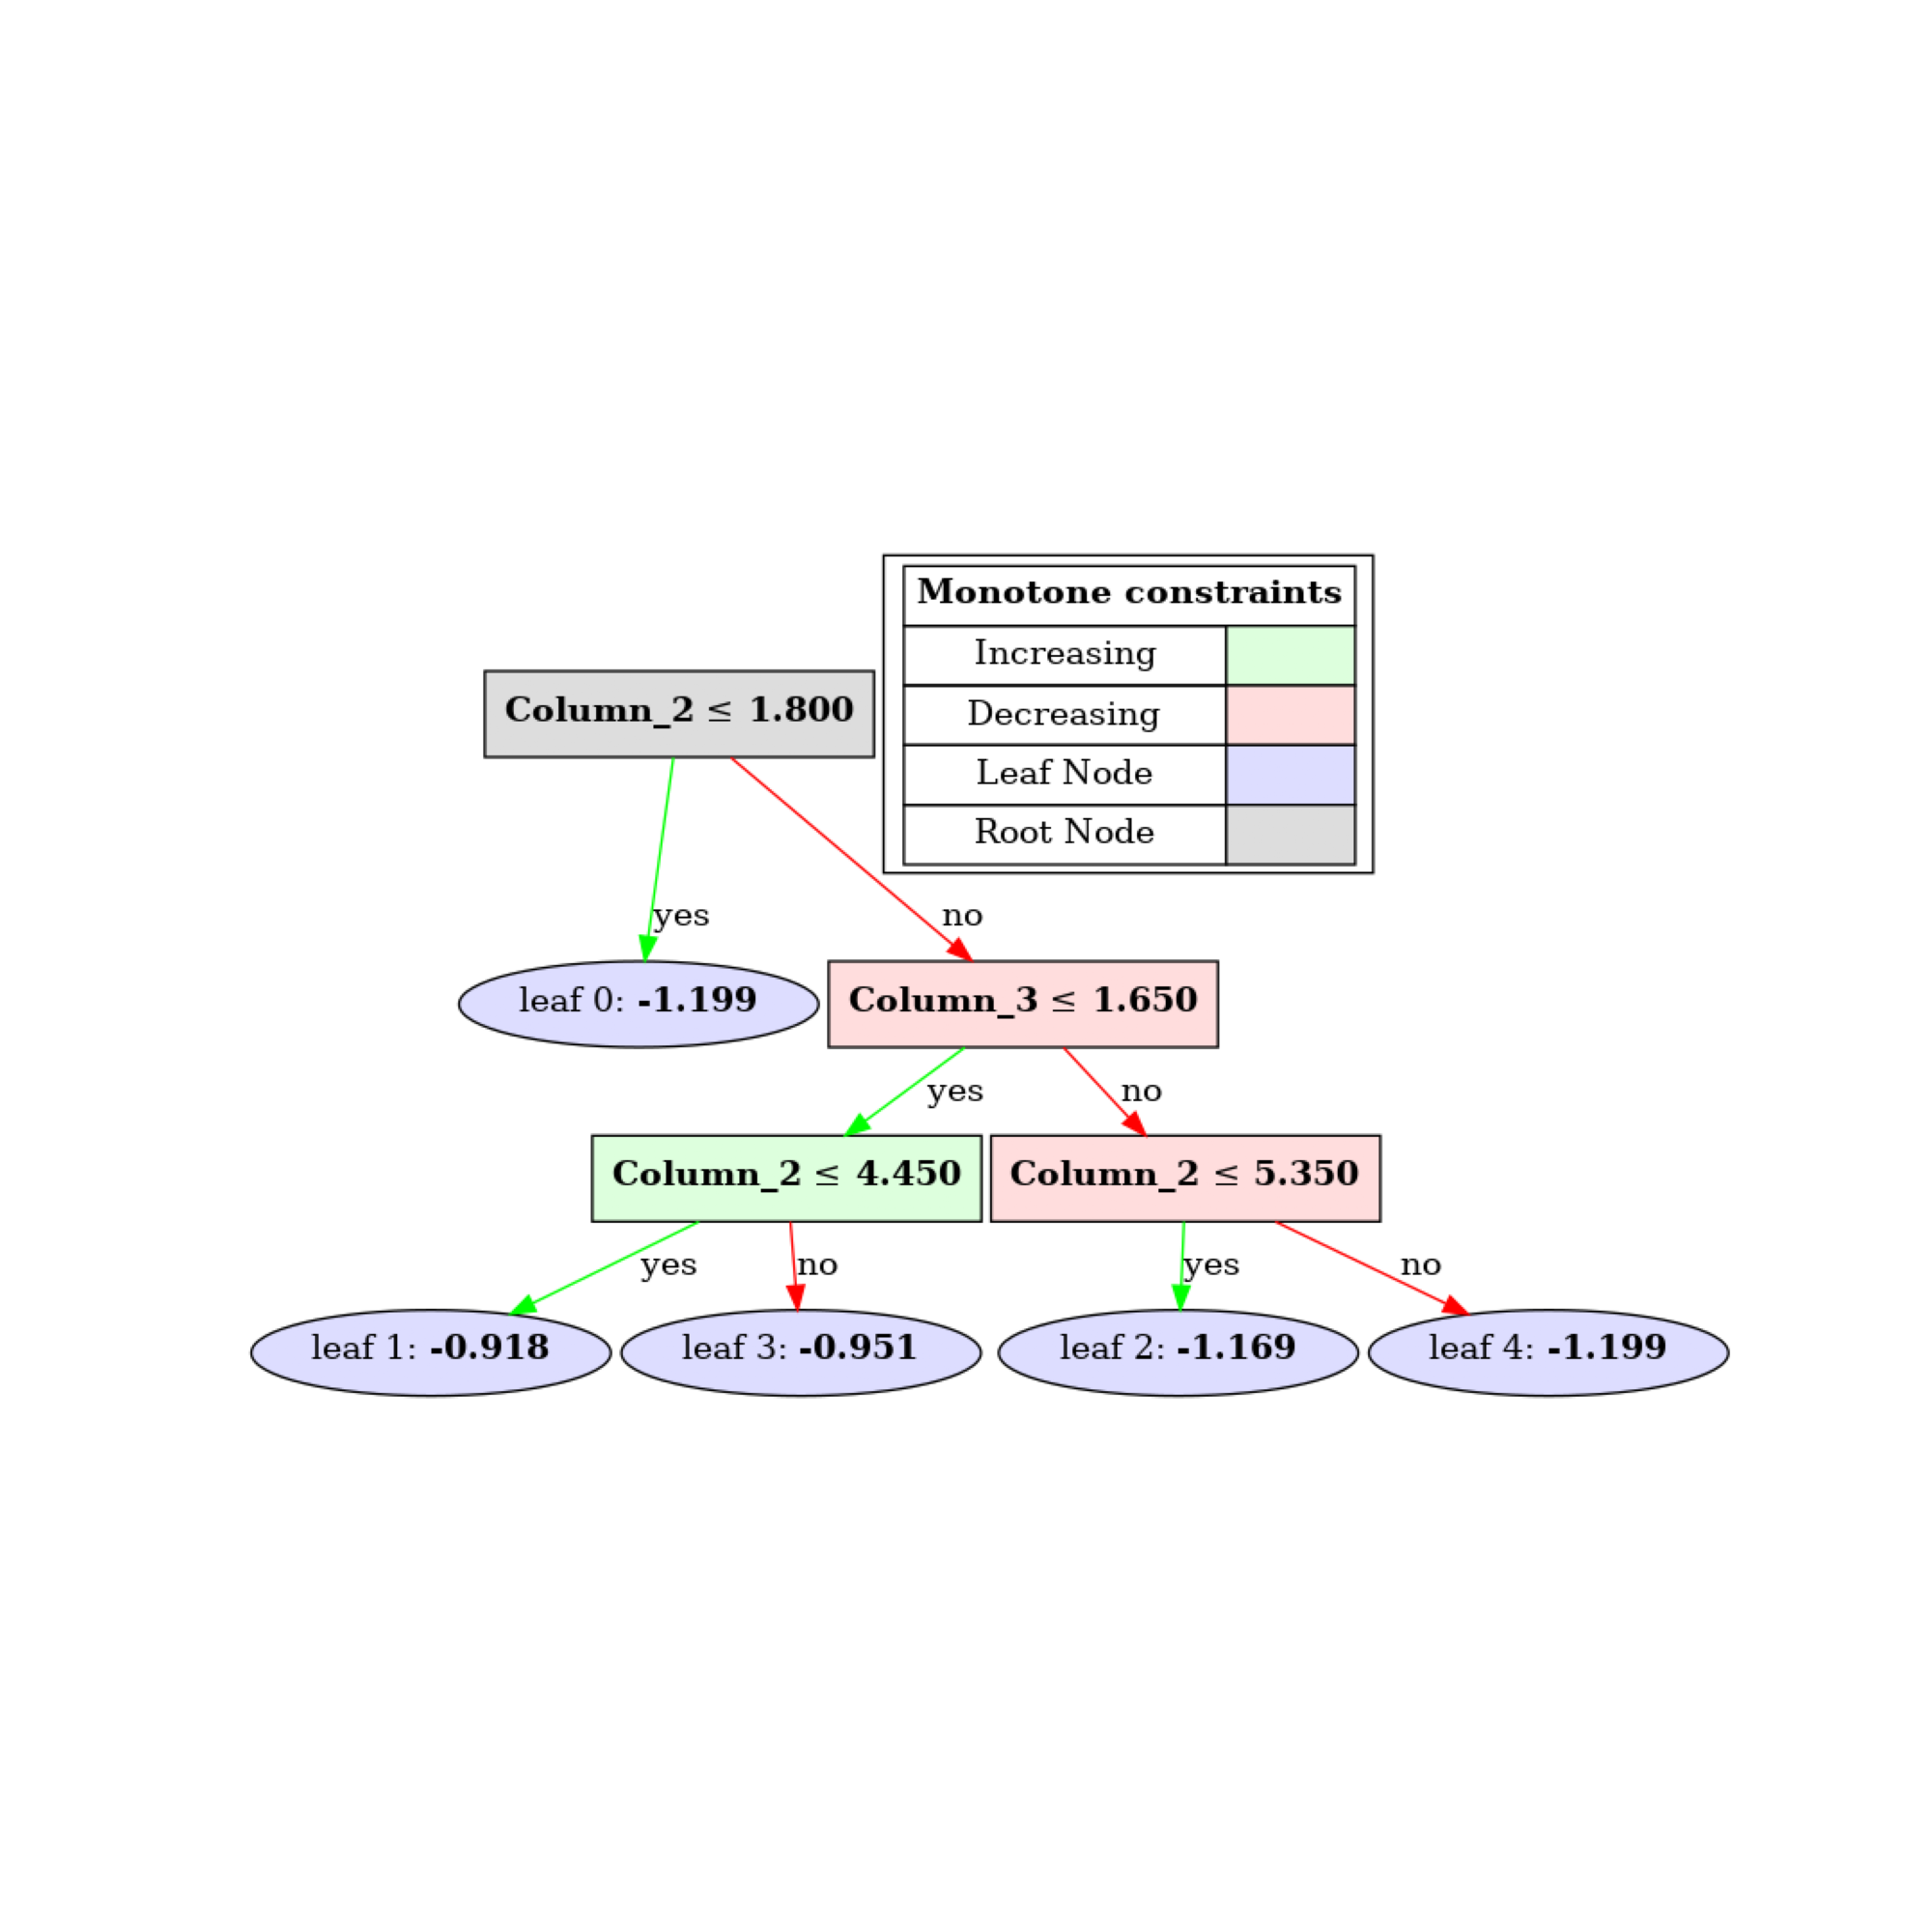 Monotone constraints
Increasing
Decreasing
Leaf Node
Root Node
Column_2 ≤ 1.800
yes
no
leaf 0: -1.199
Column_3 ≤ 1.650
yes
no
Column_2 ≤ 4.450
Column_2 ≤ 5.350
yes
no
yes
no
leaf 1: -0.918
leaf 3: -0.951
leaf 2: -1.169
leaf 4: -1.199